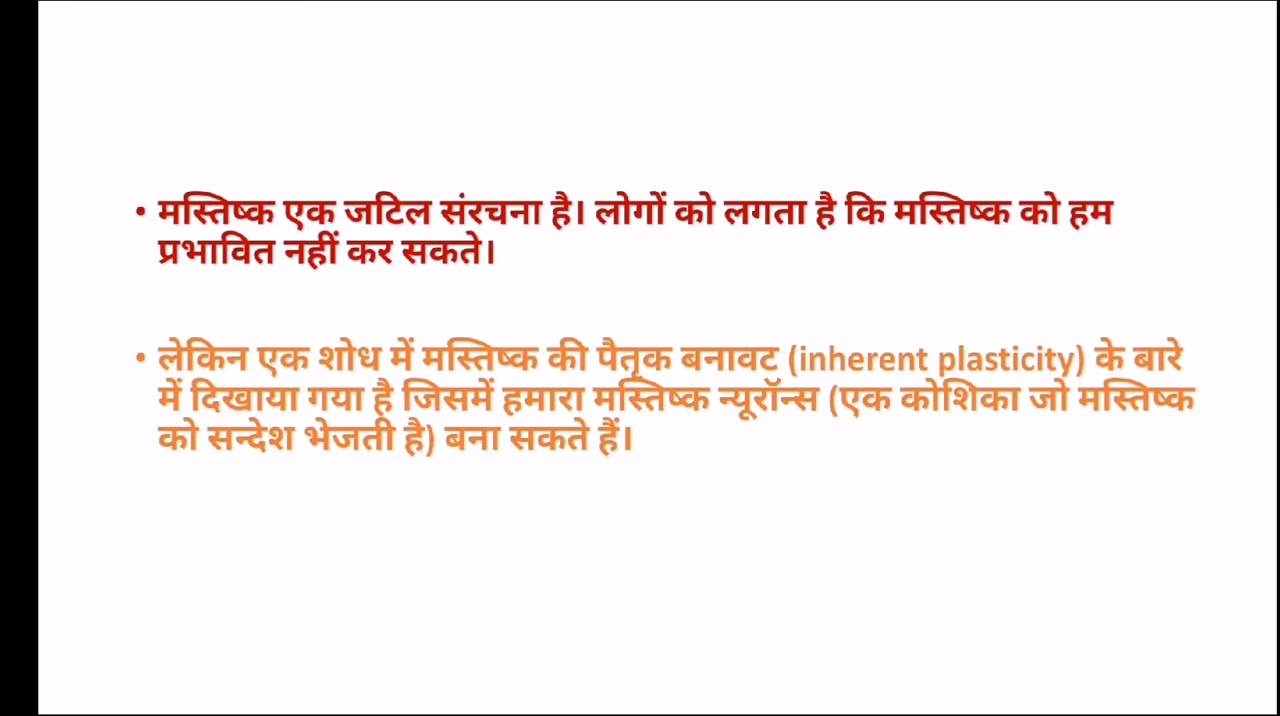 • मस्तिष्क एक जटिल संरचना है। लोगों को लगता है कि मस्तिष्क को हम
प्रभावित नहीं कर सकते।
• लेकिन एक शोध में मस्तिष्क की पैतृक बनावट (inherent plasticity) के बारे
में दिखाया गया है जिसमें हमारा मस्तिष्क न्यूरॉन्स (एक कोशिका जो मस्तिष्क
को सन्देश भेजती है) बना सकते हैं।